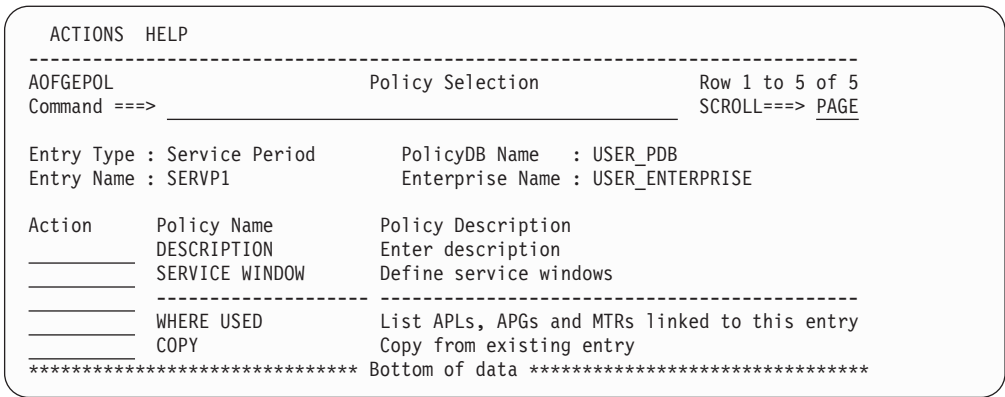 ACTIONS HELP
------------------------------------------------------------------------------
AOFGEPOL Policy Selection Row 1 to 5 of 5
Command ===> SCROLL===> PAGE
Entry Type : Service Period PolicyDB Name : USER_PDB
Entry Name : SERVP1 Enterprise Name : USER_ENTERPRISE
Action Policy Name Policy Description
DESCRIPTION Enter description
SERVICE WINDOW Define service windows
-------------------- ---------------------------------------------
WHERE USED List APLs, APGs and MTRs linked to this entry
COPY Copy from existing entry
******************************* Bottom of data ********************************